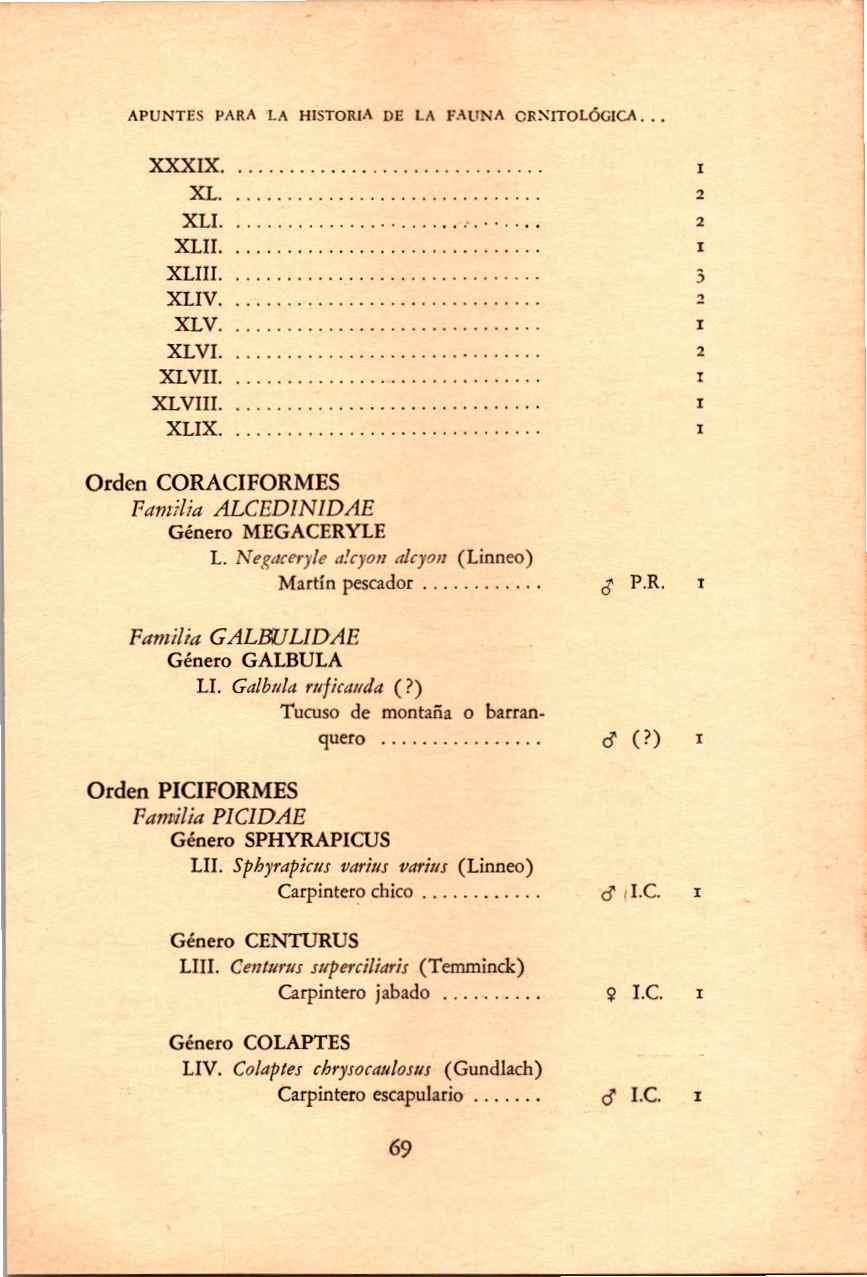 APUNTES PARA LA HISTORIA DE LA FAUNA ORNITOLÓGICA...
XXXIX. .............................. 1
XL. .............................. 2
XLI. .............................. 2
XLII. .............................. 1
XLIII. .............................. 3
XLIV. .............................. 2
XLV. .............................. 1
XLVI. .............................. 2
XLVII. .............................. 1
XLVIII. .............................. 1
XLIX. .............................. 1
Orden CORACIFORMES
Familia ALCEDINIDAE
Género MEGACERYLE
L. Negaceryle alcyon alcyon (Linneo)
Martín pescador ............ ♂ P.R. 1
Familia GALBULIDAE
Género GALBULA
LI. Galbula ruficauda (?)
Tucuso de montaña o barran-
quero ................ ♂ (?) 1
Orden PICIFORMES
Familia PICIDAE
Género SPHYRAPICUS
LII. Sphyrapicus varius varius (Linneo)
Carpintero chico ............ ♂ I.C. 1
Género CENTURUS
LIII. Centurus superciliaris (Temminck)
Carpintero jabado .......... ♀ I.C. 1
Género COLAPTES
LIV. Colaptes chrysocaulosus (Gundlach)
Carpintero escapulario ....... ♂ I.C. 1
69